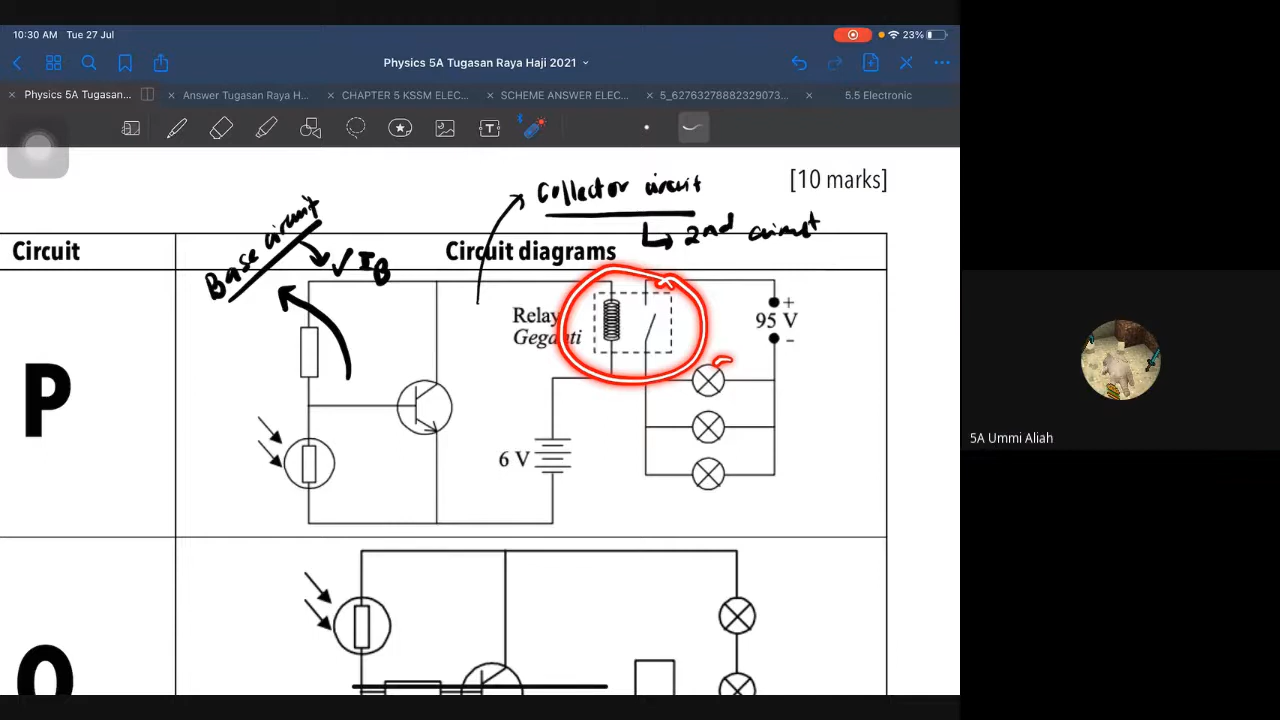 10:30 AM Tue 27 Jul
23%
Physics 5A Tugasan Raya Haji 2021
Physics 5A Tugasan...
Answer Tugasan Raya H...
CHAPTER 5 KSSM ELEC...
SCHEME ANSWER ELEC...
5_62763278882329073...
5.5 Electronic
[10 marks]
Collector circuit
2nd circuit
Base circuit
✓ IB
Circuit
Circuit diagrams
P
Relay
Geganti
95 V
+
-
6 V
Q
5A Ummi Aliah